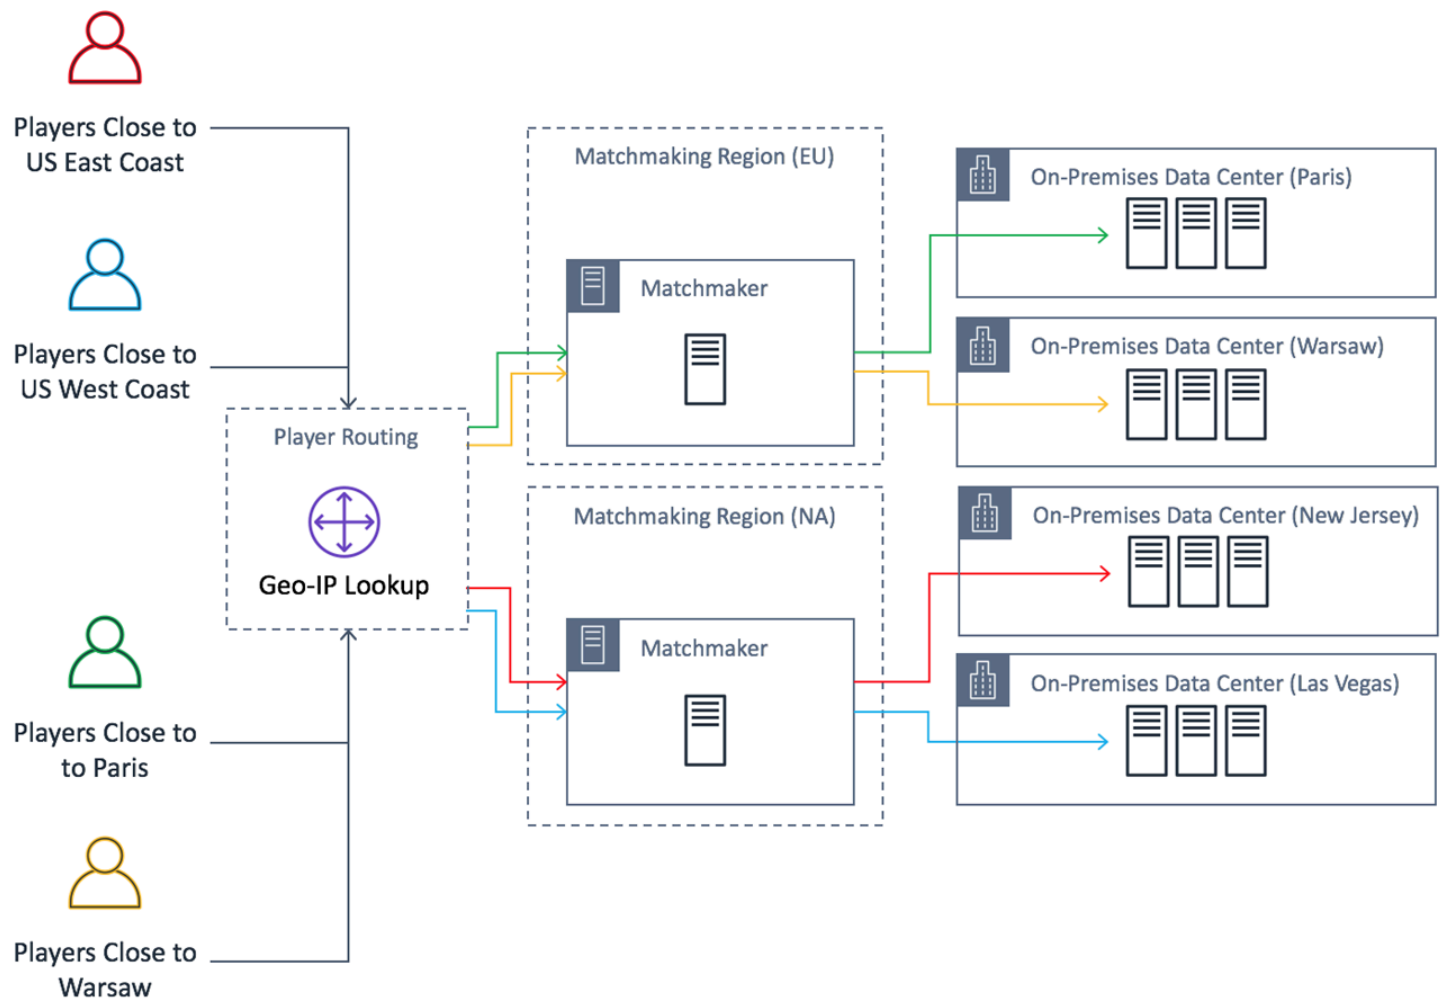 Players Close to
US East Coast
Players Close to
US West Coast
Players Close to
to Paris
Players Close to
Warsaw
Player Routing
Geo-IP Lookup
Matchmaking Region (EU)
Matchmaker
Matchmaking Region (NA)
Matchmaker
On-Premises Data Center (Paris)
On-Premises Data Center (Warsaw)
On-Premises Data Center (New Jersey)
On-Premises Data Center (Las Vegas)